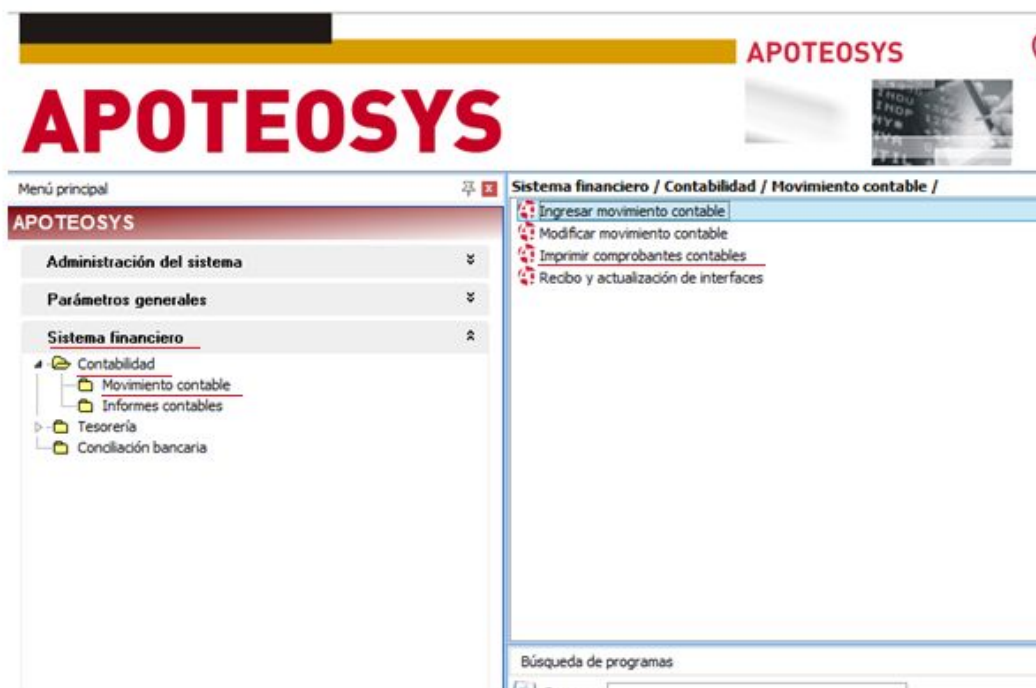 APOTEOSYS
APOTEOSYS
Menú principal
APOTEOSYS
Administración del sistema
Parámetros generales
Sistema financiero
Contabilidad
Movimiento contable
Informes contables
Tesorería
Conciliación bancaria
Sistema financiero / Contabilidad / Movimiento contable /
Ingresar movimiento contable
Modificar movimiento contable
Imprimir comprobantes contables
Recibo y actualización de interfaces
Búsqueda de programas